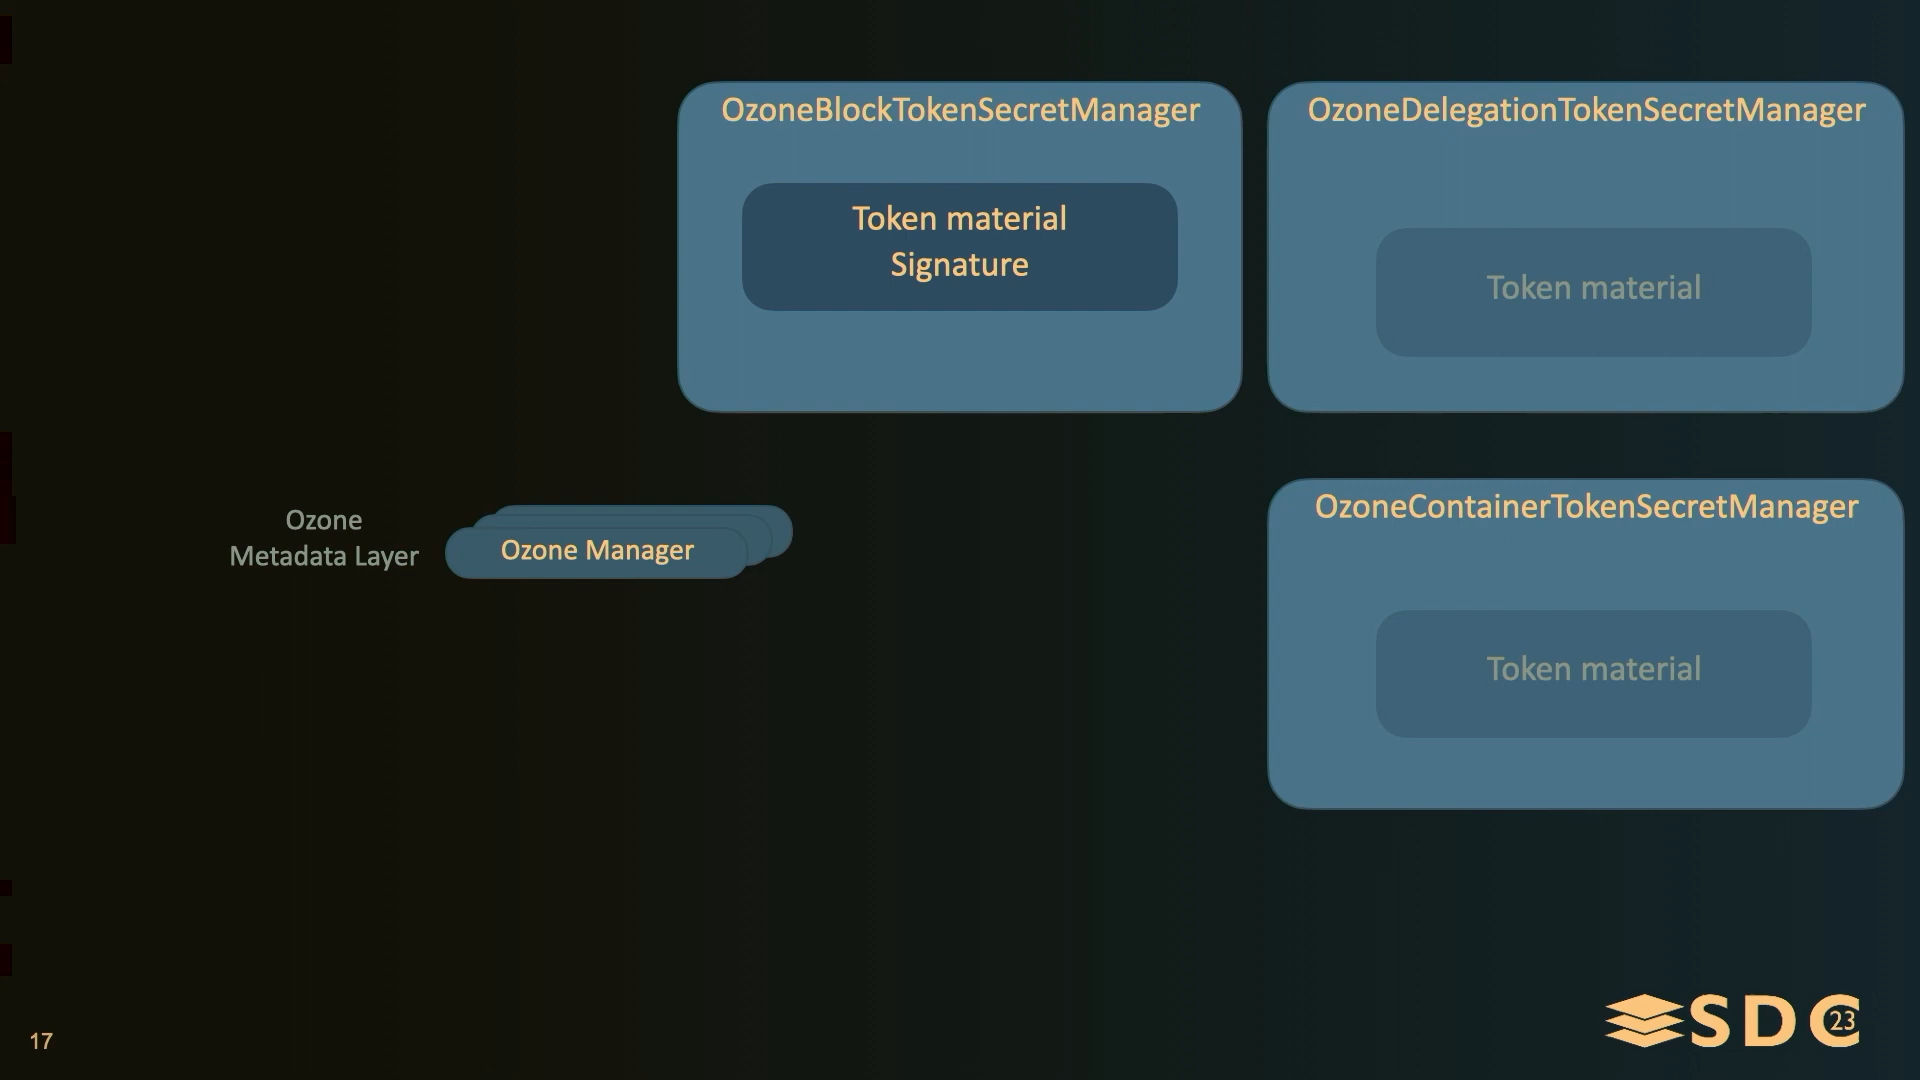 OzoneBlockTokenSecretManager
Token material
Signature
OzoneDelegationTokenSecretManager
Token material
Ozone
Metadata Layer
Ozone Manager
OzoneContainerTokenSecretManager
Token material
17
SDC 23